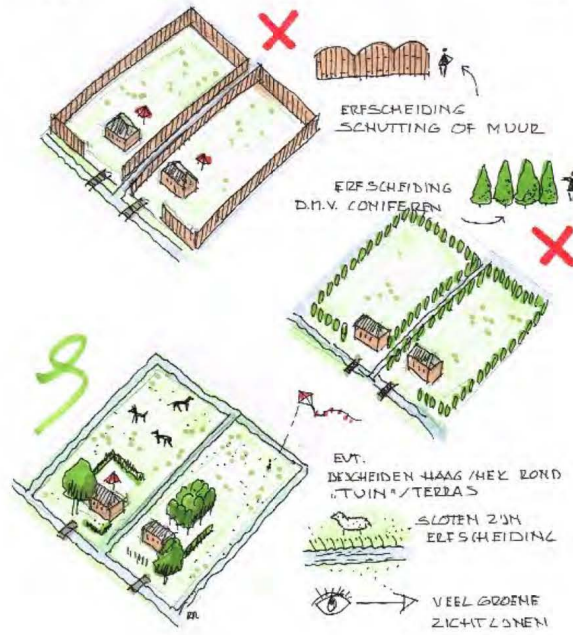 ERFSCHEIDING
SCHUTTING OF MUUR
ERFSCHEIDING
D.M.V. CONIFEREN
EVT.
BESCHEIDEN HAAG/HEK ROND
"TUIN"/TERRAS
SLOTEN ZIJN
ERFSCHEIDING
VEEL GROENE
ZICHTLIJNEN